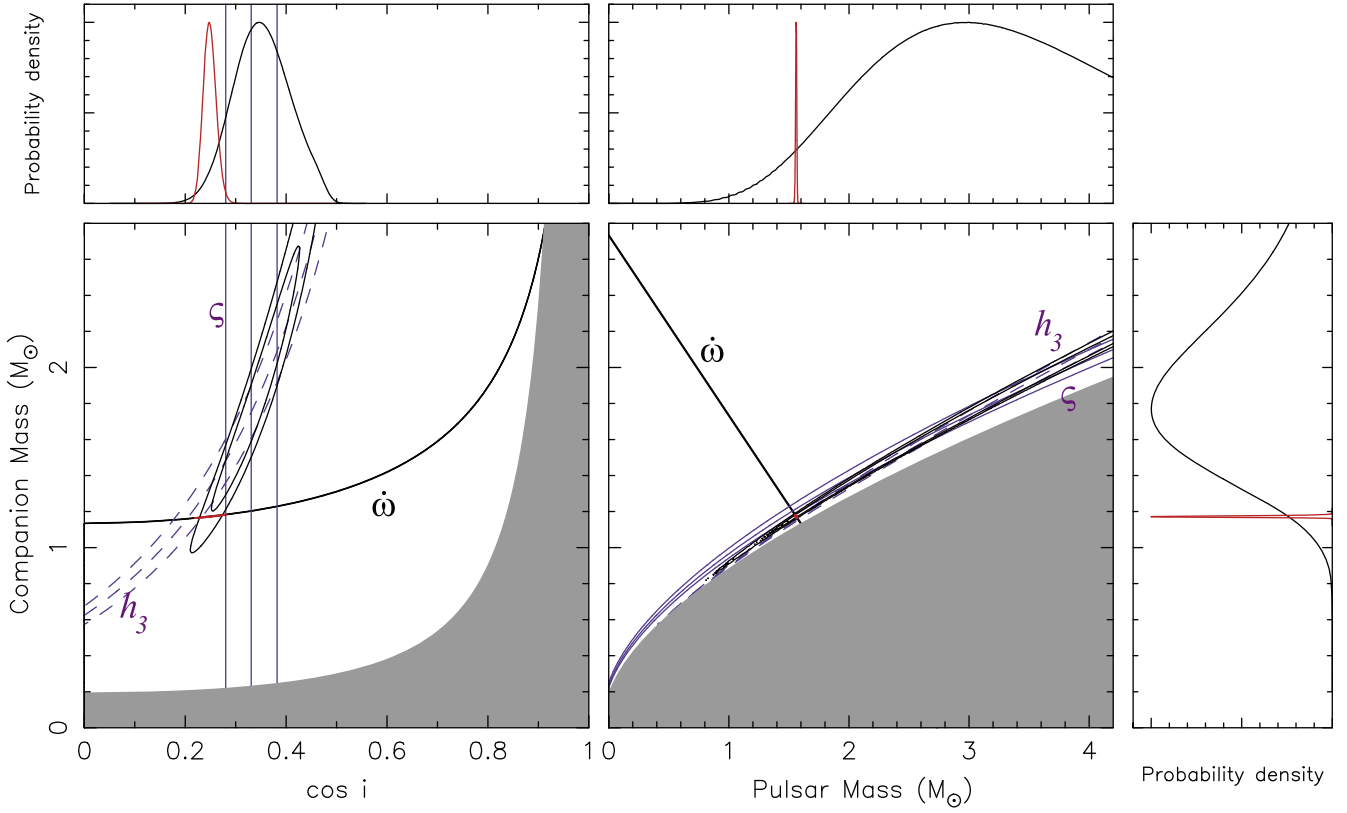 Probability density
ς
ω̇
h₃
Companion Mass (M☉)
0
1
2
0
0.2
0.4
0.6
0.8
1
cos i
h₃
ω̇
ς
0
1
2
3
4
Pulsar Mass (M☉)
Probability density